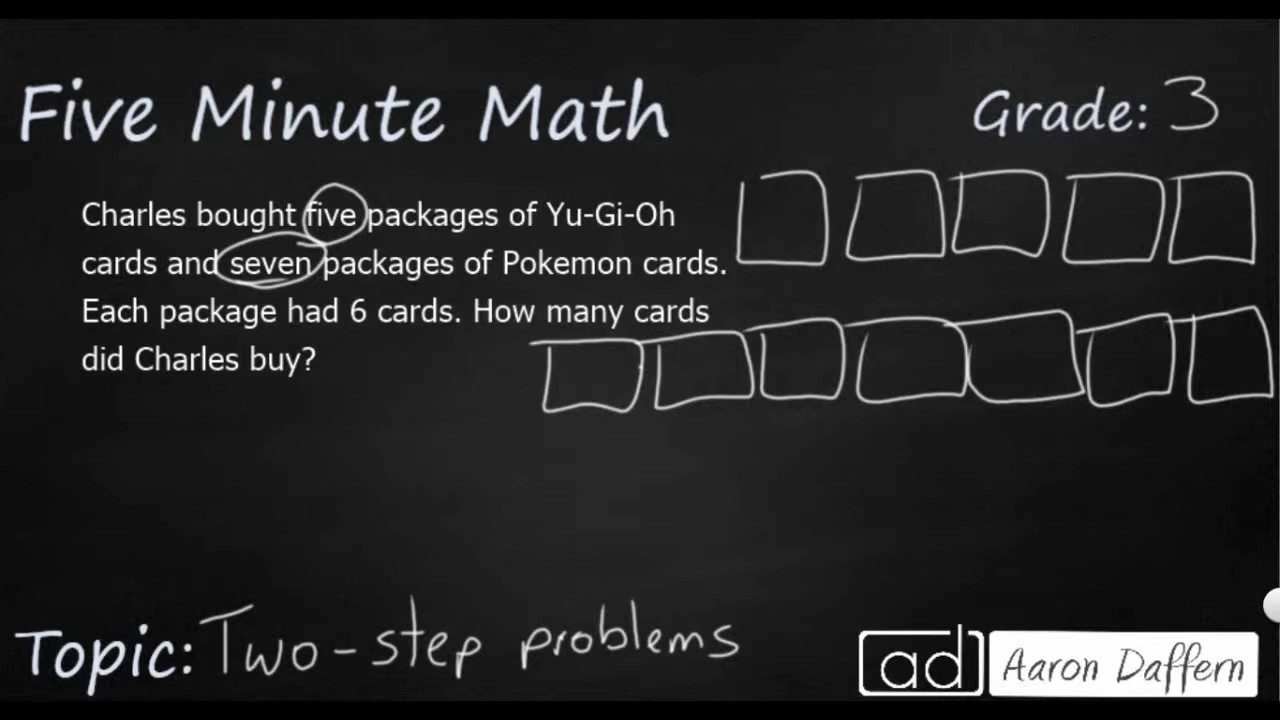 Five Minute Math
Grade: 3
Charles bought five packages of Yu-Gi-Oh
cards and seven packages of Pokemon cards.
Each package had 6 cards. How many cards
did Charles buy?
Topic: Two-step problems
ad Aaron Daffern